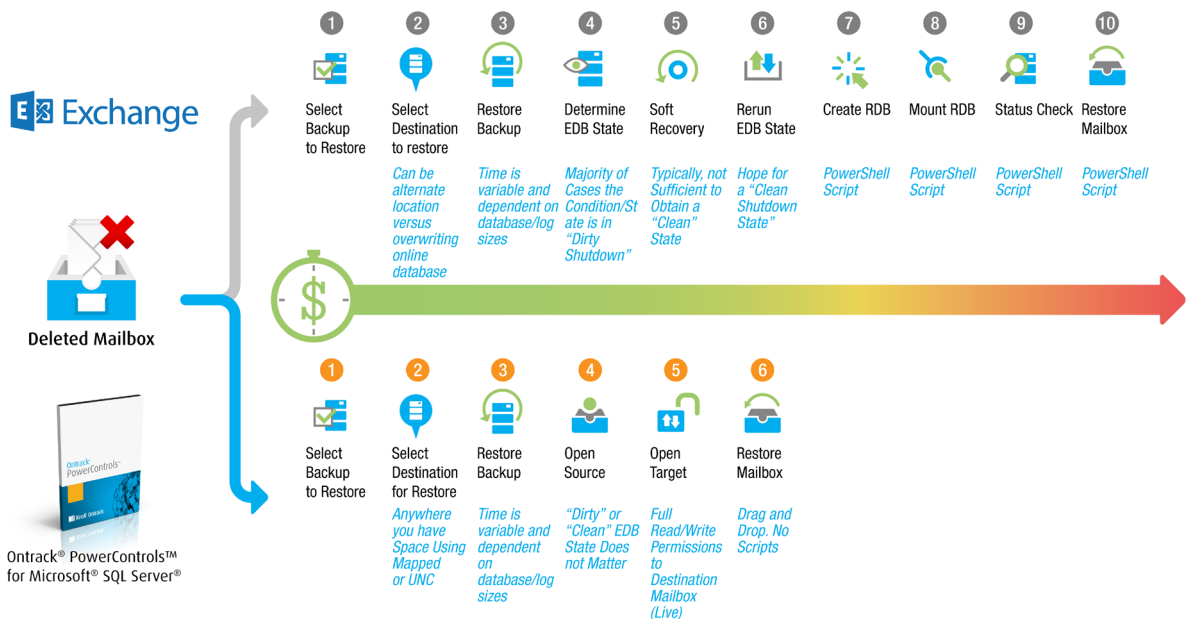 1
2
3
4
5
6
7
8
9
10
E
Exchange
Select
Backup
to Restore
Select
Destination
to restore
Restore
Backup
Determine
EDB State
Soft
Recovery
Rerun
EDB State
Create RDB
Mount RDB
Status Check
Restore
Mailbox
Can be
alternate
location
versus
overwriting
online
database
Time is
variable and
dependent on
database/log
sizes
Majority of
Cases the
Condition/St
ate is in
“Dirty
Shutdown”
Typically, not
Sufficient to
Obtain a
“Clean”
State
Hope for
a “Clean
Shutdown
State”
PowerShell
Script
PowerShell
Script
PowerShell
Script
PowerShell
Script
$
Deleted Mailbox
1
2
3
4
5
6
Select
Backup
to Restore
Select
Destination
for Restore
Restore
Backup
Open
Source
Open
Target
Restore
Mailbox
Anywhere
you have
Space Using
Mapped
or UNC
Time is
variable and
dependent
on
database/log
sizes
“Dirty” or
“Clean” EDB
State Does
not Matter
Full
Read/Write
Permissions
to
Destination
Mailbox
(Live)
Drag and
Drop. No
Scripts
Ontrack®
PowerControls™
Kroll Ontrack
Ontrack® PowerControls™
for Microsoft® SQL Server®